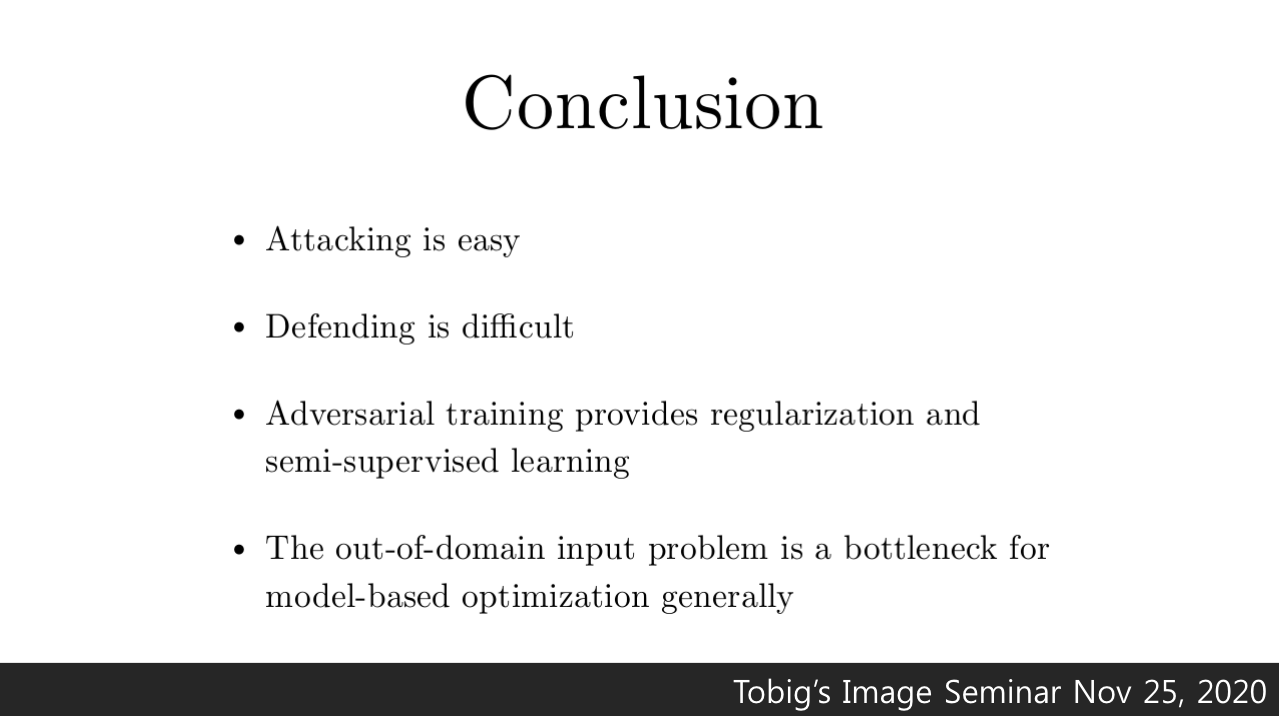 Conclusion
• Attacking is easy
• Defending is difficult
• Adversarial training provides regularization and
semi-supervised learning
• The out-of-domain input problem is a bottleneck for
model-based optimization generally
Tobig's Image Seminar Nov 25, 2020